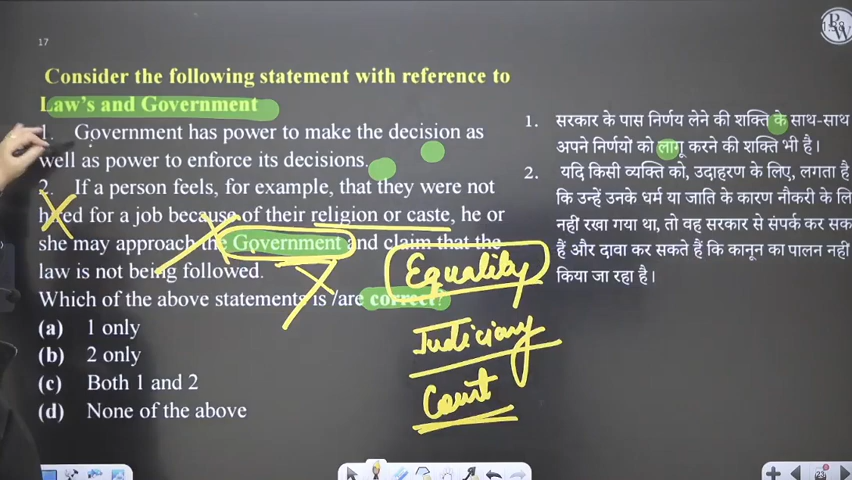 17
Consider the following statement with reference to
Law's and Government
1. Government has power to make the decision as
well as power to enforce its decisions.
2. If a person feels, for example, that they were not
hired for a job because of their religion or caste, he or
she may approach the Government and claim that the
law is not being followed.
Which of the above statements is /are correct?
(a) 1 only
(b) 2 only
(c) Both 1 and 2
(d) None of the above
Equality
Judiciary
Court
1. सरकार के पास निर्णय लेने की शक्ति के साथ-साथ
अपने निर्णयों को लागू करने की शक्ति भी है।
2. यदि किसी व्यक्ति को, उदाहरण के लिए, लगता है
कि उन्हें उनके धर्म या जाति के कारण नौकरी के लि
नहीं रखा गया था, तो वह सरकार से संपर्क कर सक
हैं और दावा कर सकते हैं कि कानून का पालन नहीं
किया जा रहा है।
23